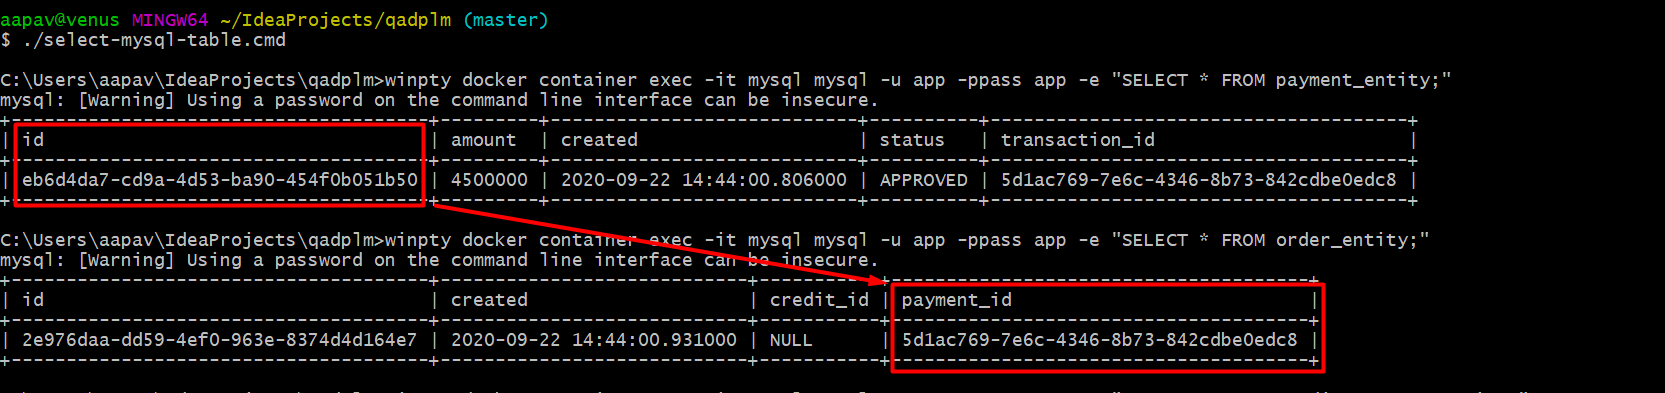 aapav@venus MINGW64 ~/IdeaProjects/qadplm (master)
$ ./select-mysql-table.cmd
C:\Users\aapav\IdeaProjects\qadplm>winpty docker container exec -it mysql mysql -u app -ppass app -e "SELECT * FROM payment_entity;"
mysql: [Warning] Using a password on the command line interface can be insecure.
+--------------------------------------+---------+----------------------------+----------+--------------------------------------+
| id                                   | amount  | created                    | status   | transaction_id                       |
+--------------------------------------+---------+----------------------------+----------+--------------------------------------+
| eb6d4da7-cd9a-4d53-ba90-454f0b051b50 | 4500000 | 2020-09-22 14:44:00.806000 | APPROVED | 5d1ac769-7e6c-4346-8b73-842cdbe0edc8 |
+--------------------------------------+---------+----------------------------+----------+--------------------------------------+
C:\Users\aapav\IdeaProjects\qadplm>winpty docker container exec -it mysql mysql -u app -ppass app -e "SELECT * FROM order_entity;"
mysql: [Warning] Using a password on the command line interface can be insecure.
+--------------------------------------+----------------------------+-----------+--------------------------------------+
| id                                   | created                    | credit_id | payment_id                           |
+--------------------------------------+----------------------------+-----------+--------------------------------------+
| 2e976daa-dd59-4ef0-963e-8374d4d164e7 | 2020-09-22 14:44:00.931000 | NULL      | 5d1ac769-7e6c-4346-8b73-842cdbe0edc8 |
+--------------------------------------+----------------------------+-----------+--------------------------------------+